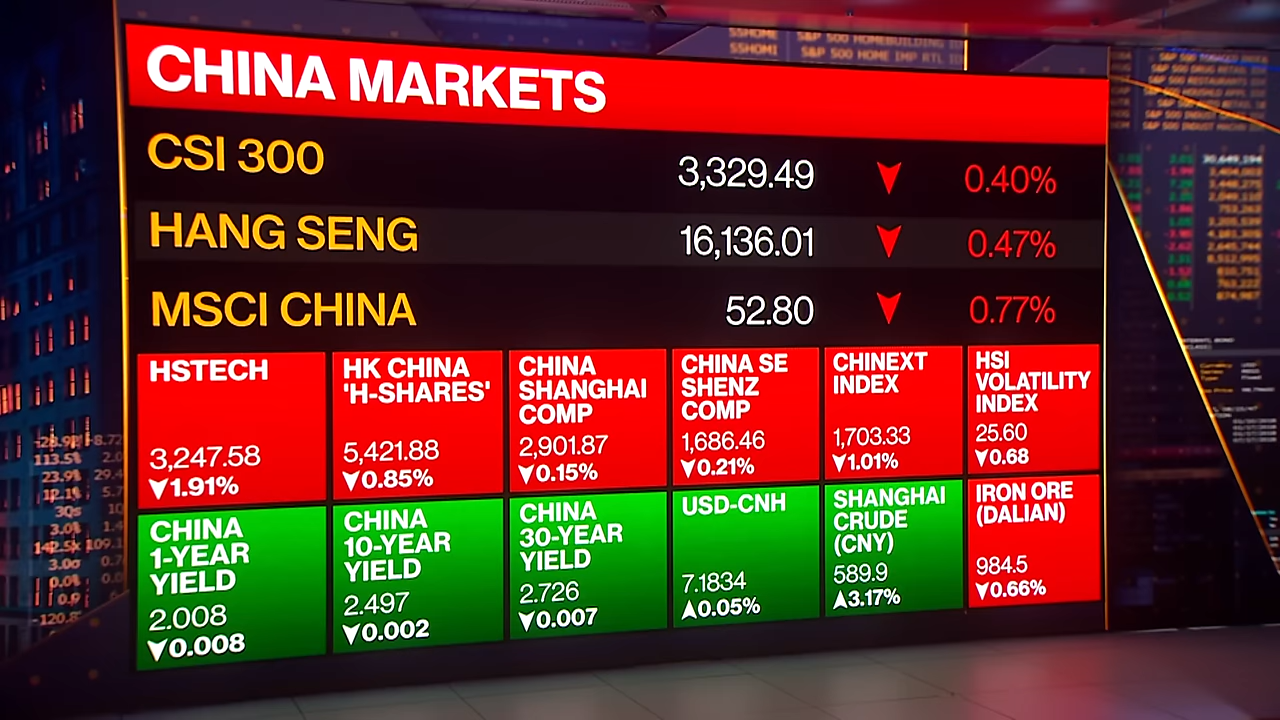 CHINA MARKETS
CSI 300 3,329.49 ▼ 0.40%
HANG SENG 16,136.01 ▼ 0.47%
MSCI CHINA 52.80 ▼ 0.77%
HSTECH
3,247.58
▼1.91%
HK CHINA
'H-SHARES'
5,421.88
▼0.85%
CHINA
SHANGHAI
COMP
2,901.87
▼0.15%
CHINA SE
SHENZ
COMP
1,686.46
▼0.21%
CHINEXT
INDEX
1,703.33
▼1.01%
HSI
VOLATILITY
INDEX
25.60
▼0.68
CHINA
1-YEAR
YIELD
2.008
▼0.008
CHINA
10-YEAR
YIELD
2.497
▼0.002
CHINA
30-YEAR
YIELD
2.726
▼0.007
USD-CNH
7.1834
▲0.05%
SHANGHAI
CRUDE
(CNY)
589.9
▲3.17%
IRON ORE
(DALIAN)
984.5
▼0.66%